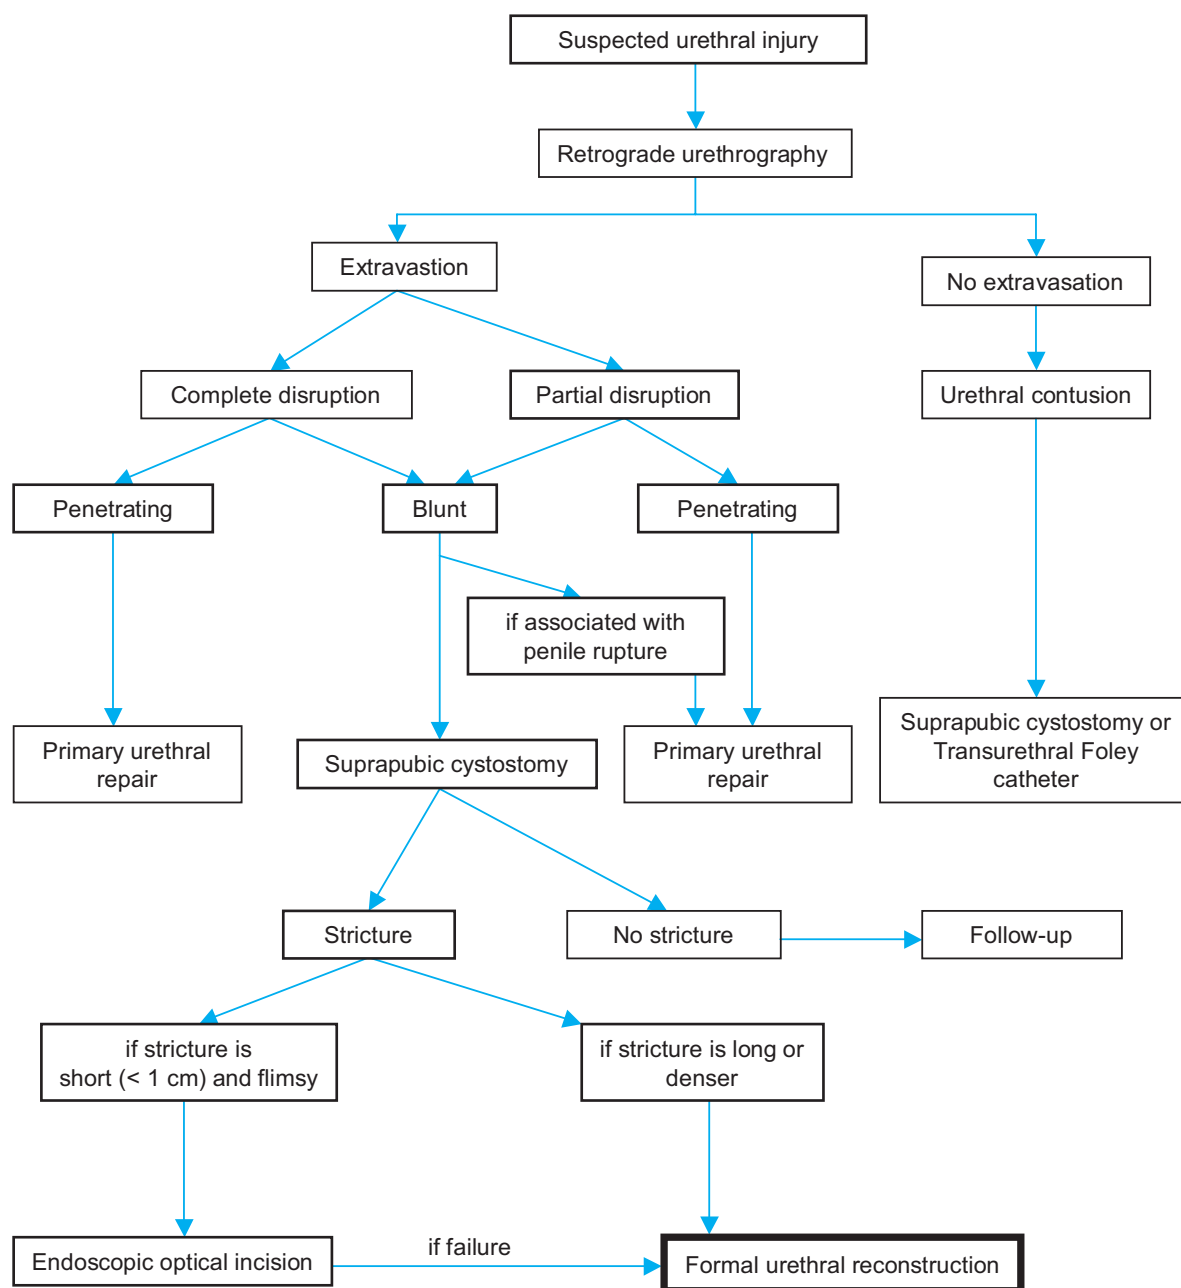 Suspected urethral injury
Retrograde urethrography
Extravastion
No extravasation
Complete disruption
Partial disruption
Urethral contusion
Penetrating
Blunt
Penetrating
if associated with
penile rupture
Primary urethral
repair
Suprapubic cystostomy
Primary urethral
repair
Suprapubic cystostomy or
Transurethral Foley
catheter
Stricture
No stricture
Follow-up
if stricture is
short (< 1 cm) and flimsy
if stricture is long or
denser
Endoscopic optical incision
if failure
Formal urethral reconstruction